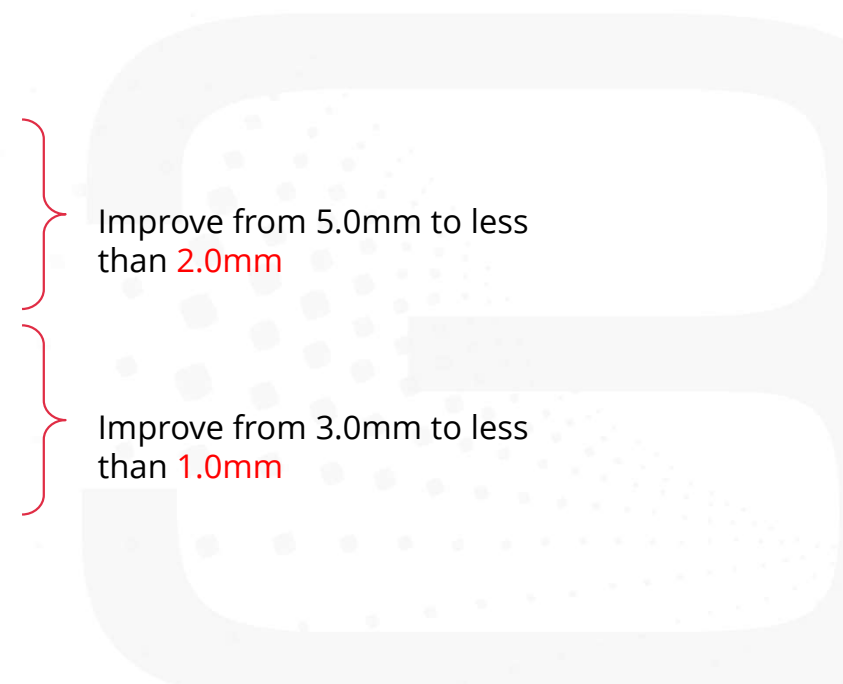 Improve from 5.0mm to less
than 2.0mm
Improve from 3.0mm to less
than 1.0mm